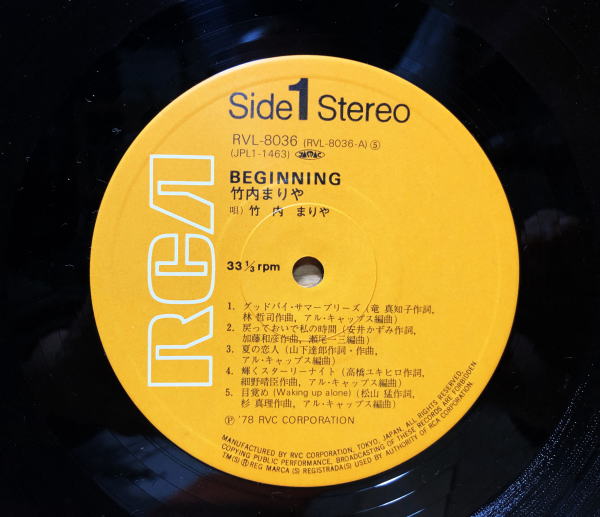 Side 1 Stereo
RVL-8036 (RVL-8036-A) ⑤
(JPL1-1463) JASRAC
BEGINNING
竹内まりや
唄) 竹内 まりや
RCA
33 1/3 rpm
1. グッドバイ・サマーブリーズ (竜 真知子作詞,
林 哲司作曲, アル・キャップス編曲)
2. 戻っておいで・私の時間 (安井かずみ作詞,
加藤和彦作曲, 瀬尾一三編曲)
3. 夏の恋人 (山下達郎作詞・作曲,
アル・キャップス編曲)
4. 輝くスターリーナイト (高橋ユキヒロ作詞,
細野晴臣作曲, アル・キャップス編曲)
5. 目覚め (Waking up alone) (松山 猛作詞,
杉 真理作曲, アル・キャップス編曲)
Ⓟ '78 RVC CORPORATION
MANUFACTURED BY RVC CORPORATION, TOKYO, JAPAN, ALL RIGHTS RESERVED,
COPYING PUBLIC PERFORMANCE, BROADCASTING OF THESE RECORDS ARE FORBIDDEN.
TM(S) Ⓡ REG MARCA (S) REGISTRADA(S) USED BY AUTHORITY OF RCA CORPORATION.